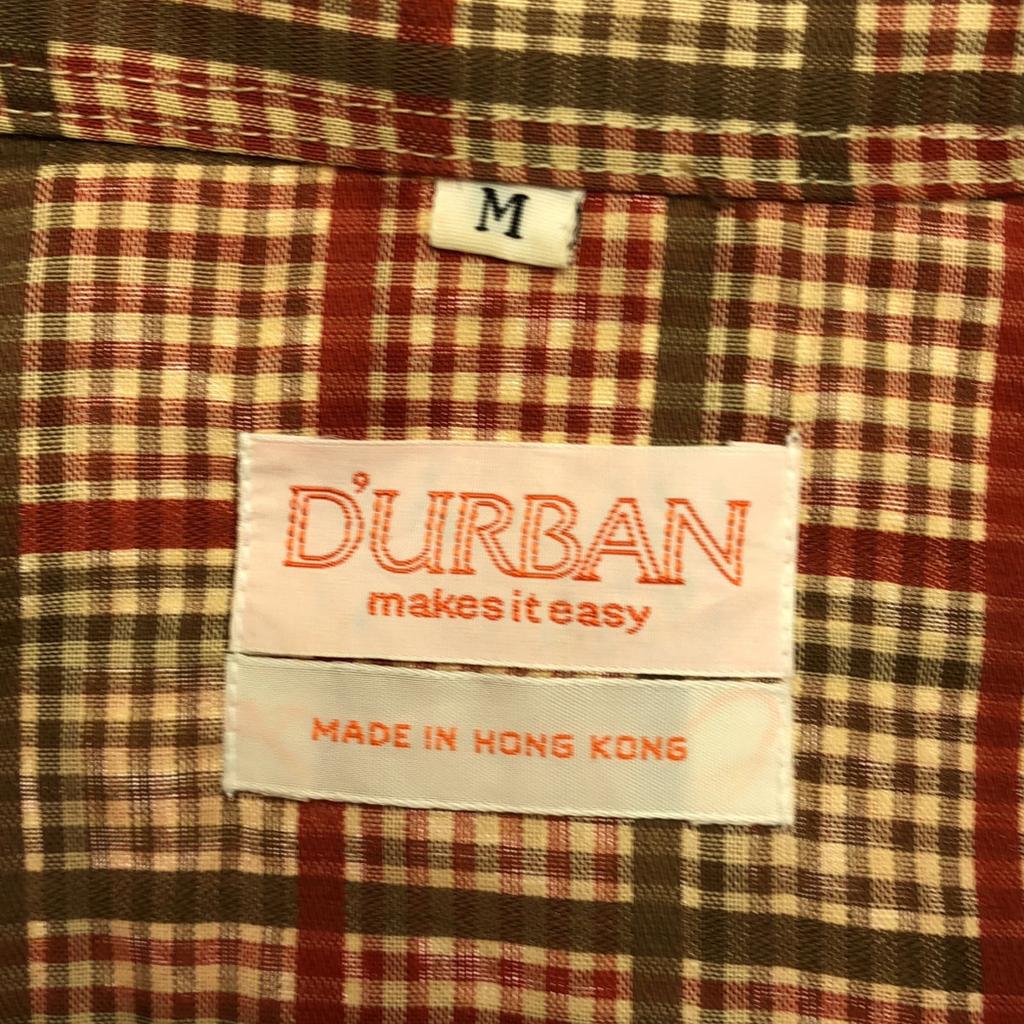 M
D'URBAN
makes it easy
MADE IN HONG KONG